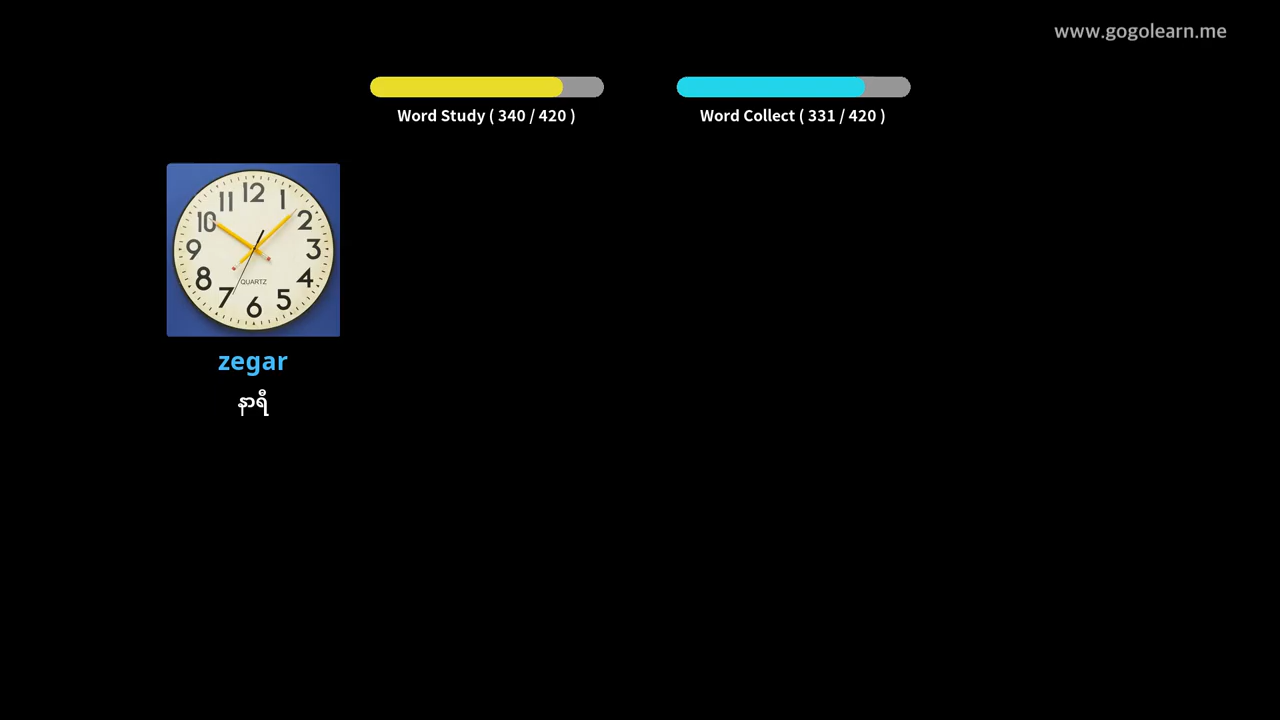 www.gogolearn.me
Word Study ( 340 / 420 )
Word Collect ( 331 / 420 )
12
1
2
3
4
5
6
7
8
9
10
11
QUARTZ
zegar
နာရီ